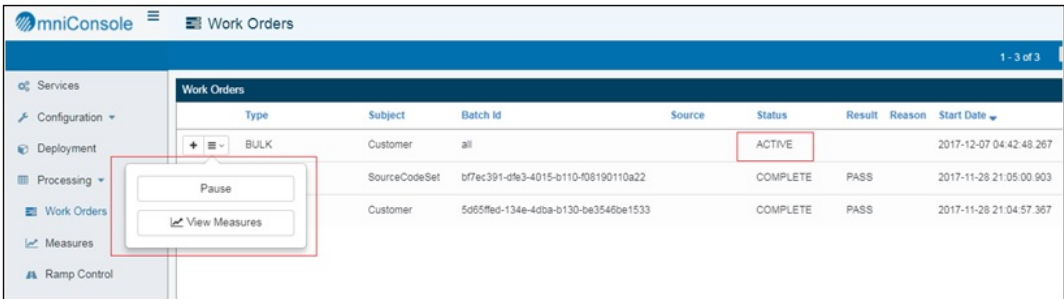 OmniConsole
Work Orders
1 - 3 of 3
Services
Configuration
Deployment
Processing
Work Orders
Measures
Ramp Control
Work Orders
Type Subject Batch Id Source Status Result Reason Start Date
BULK Customer all ACTIVE 2017-12-07 04:42:48.267
SourceCodeSet bf7ec391-dfe3-4015-b110-f08190110a22 COMPLETE PASS 2017-11-28 21:05:00.903
Customer 5d65ffed-134e-4dba-b130-be3546be1533 COMPLETE PASS 2017-11-28 21:04:57.367
Pause
View Measures